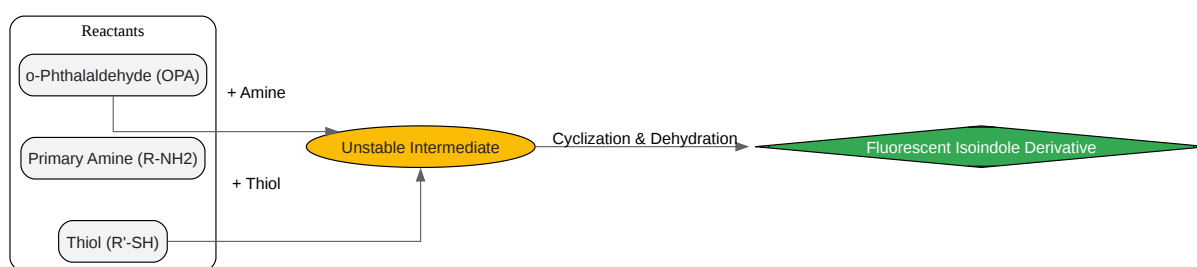 Reactants
o-Phthalaldehyde (OPA)
+ Amine
Primary Amine (R-NH2)
Unstable Intermediate
Cyclization & Dehydration
Fluorescent Isoindole Derivative
+ Thiol
Thiol (R'-SH)